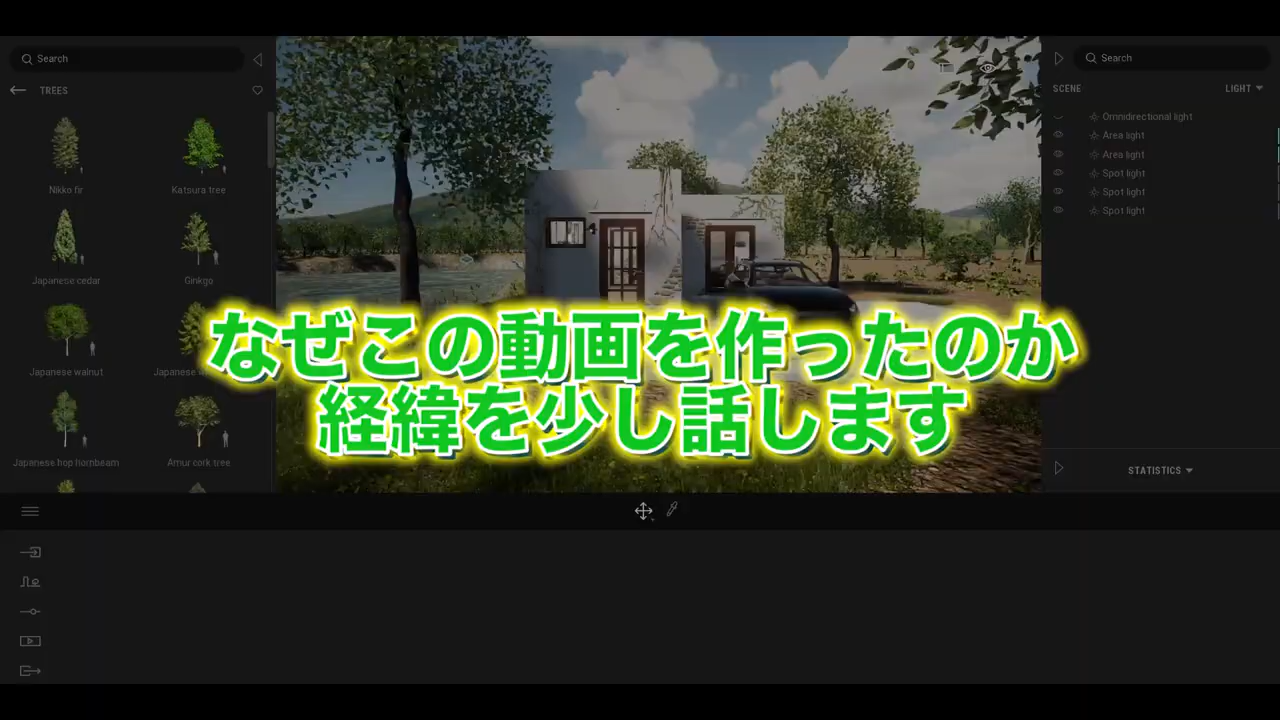 Search
TREES
Nikko fir
Katsura tree
Japanese cedar
Ginkgo
Japanese walnut
Japanese
Japanese hop hornbeam
Amur cork tree
なぜこの動画を作ったのか
経緯を少し話します
Search
SCENE
LIGHT
Omnidirectional light
Area light
Area light
Spot light
Spot light
Spot light
STATISTICS